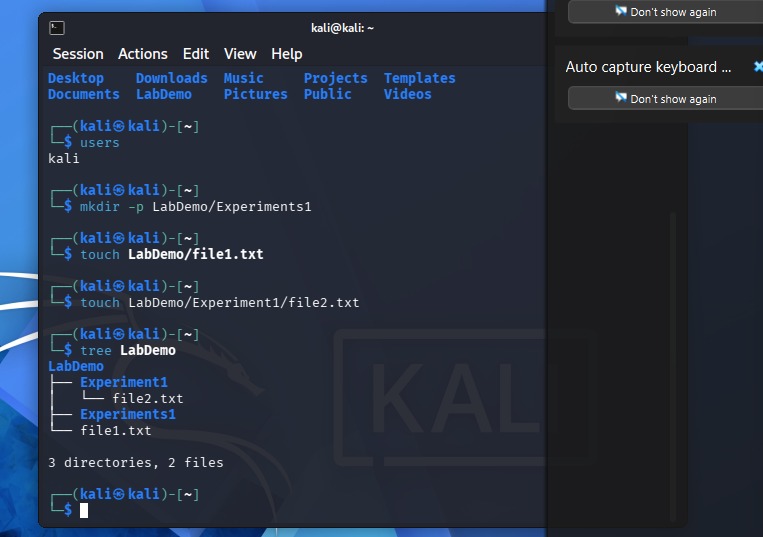 kali@kali: ~
Session Actions Edit View Help
Desktop Downloads Music Projects Templates
Documents LabDemo Pictures Public Videos
┌──(kali㉿kali)-[~]
└─$ users
kali
┌──(kali㉿kali)-[~]
└─$ mkdir -p LabDemo/Experiments1
┌──(kali㉿kali)-[~]
└─$ touch LabDemo/file1.txt
┌──(kali㉿kali)-[~]
└─$ touch LabDemo/Experiment1/file2.txt
┌──(kali㉿kali)-[~]
└─$ tree LabDemo
LabDemo
├── Experiment1
│   └── file2.txt
├── Experiments1
└── file1.txt
3 directories, 2 files
┌──(kali㉿kali)-[~]
└─$
KALI
Don't show again
Auto capture keyboard ...
Don't show again